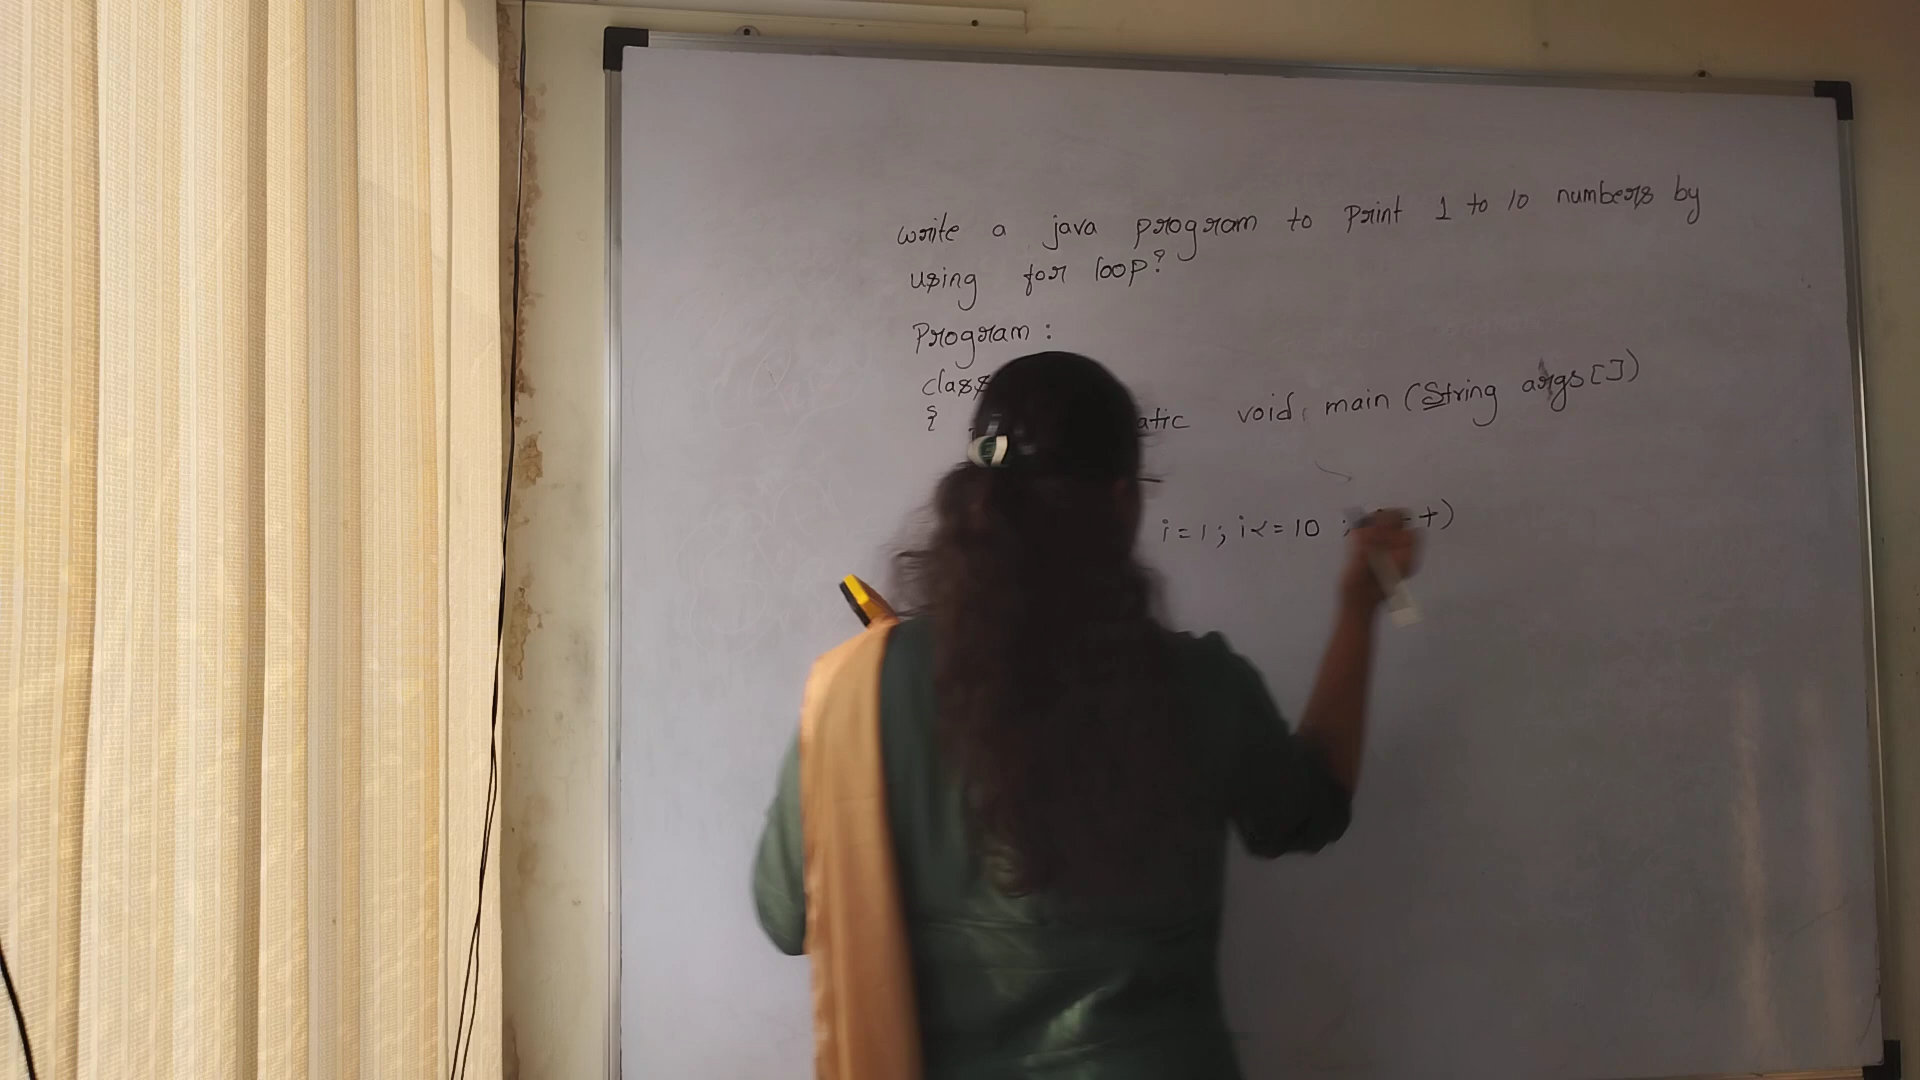 write a java program to Print 1 to 10 numbers by
using for loop?
Program :
class
{ void main (String args[])
i=1; i<=10 ; +)